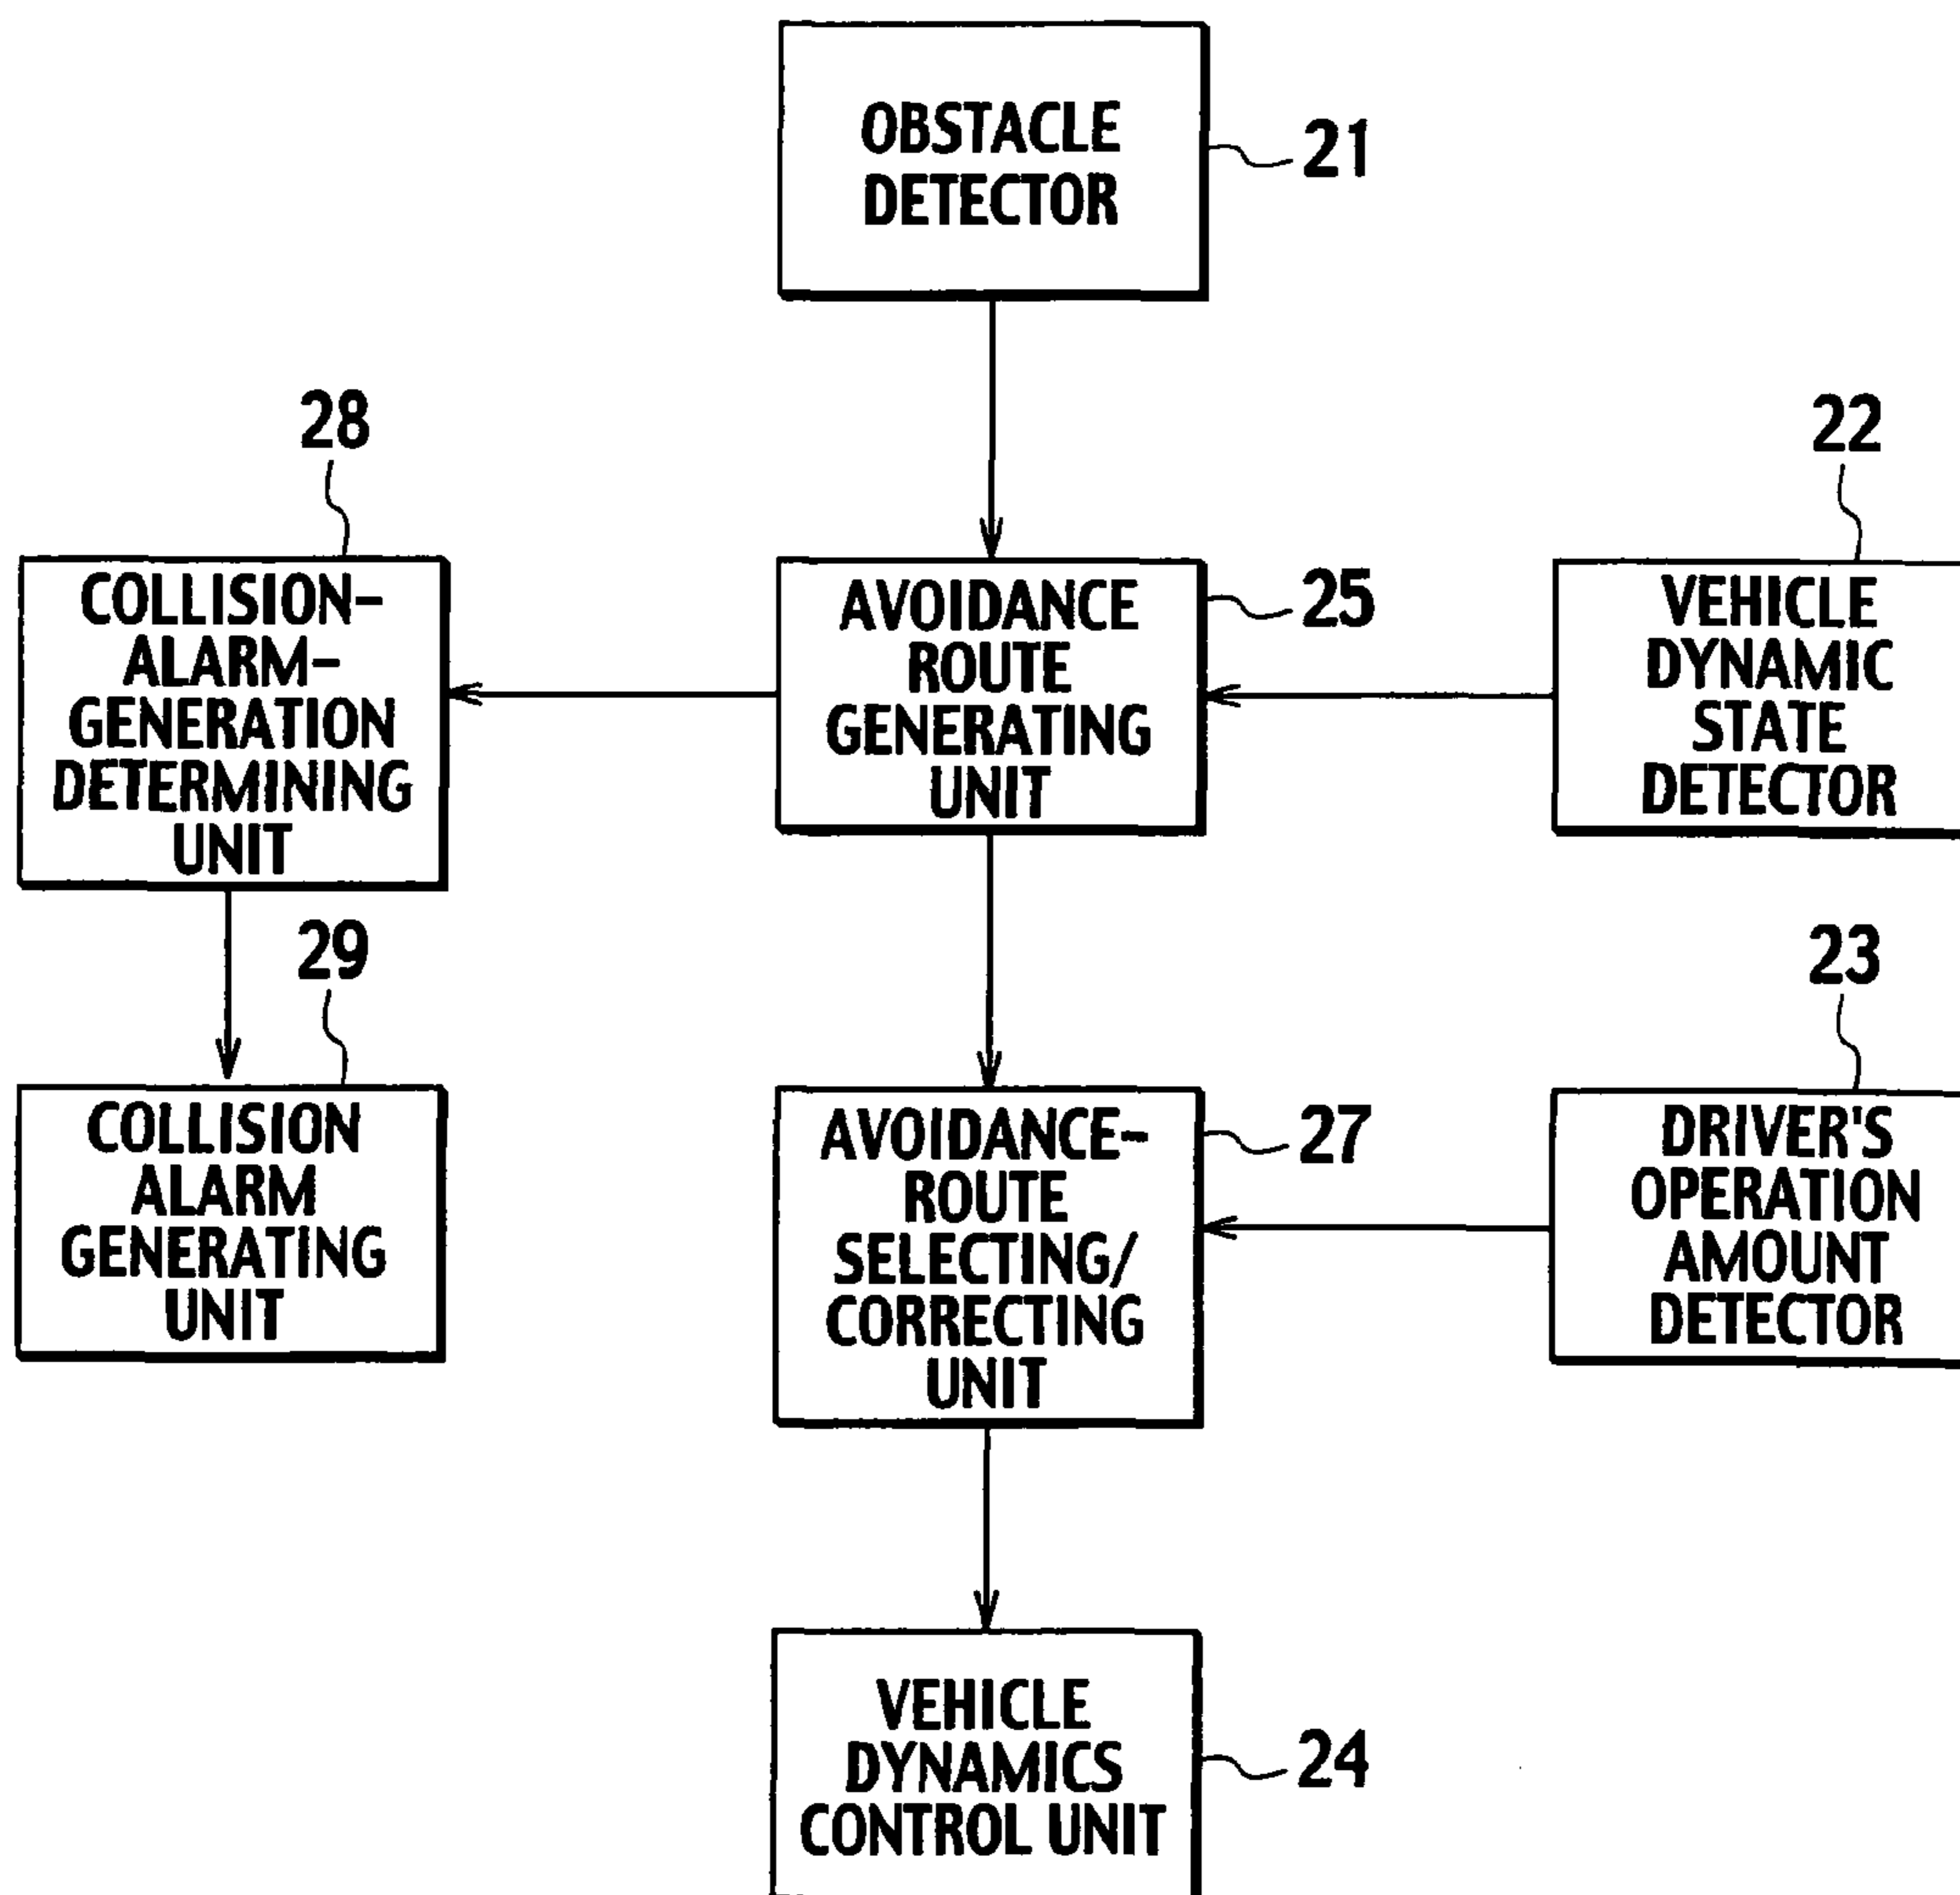 OBSTACLE
DETECTOR
21
28
22
COLLISION-
ALARM-
GENERATION
DETERMINING
UNIT
AVOIDANCE
ROUTE
GENERATING
UNIT
25
VEHICLE
DYNAMIC
STATE
DETECTOR
29
23
COLLISION
ALARM
GENERATING
UNIT
AVOIDANCE-
ROUTE
SELECTING/
CORRECTING
UNIT
27
DRIVER'S
OPERATION
AMOUNT
DETECTOR
VEHICLE
DYNAMICS
CONTROL UNIT
24